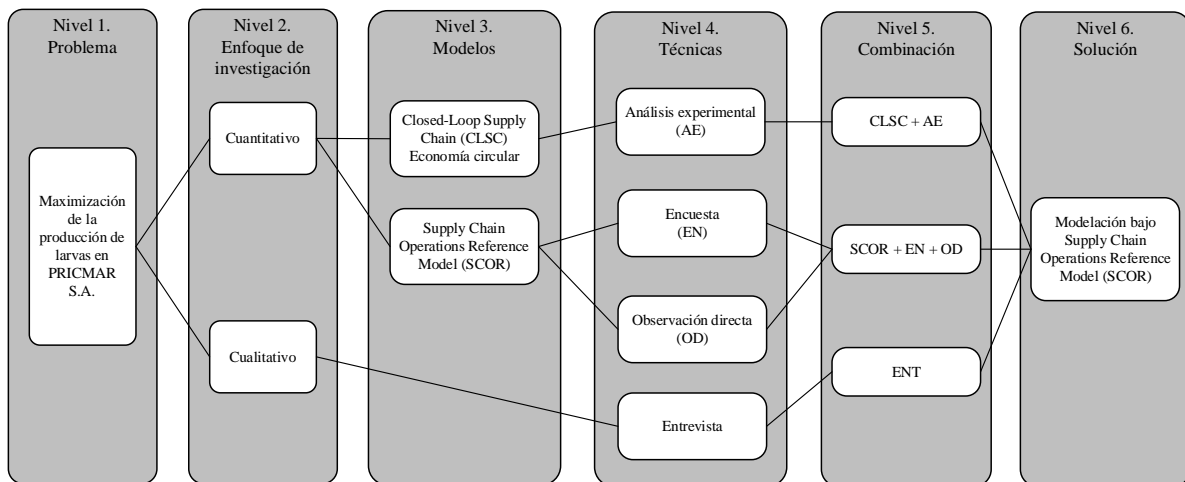 Nivel 1.
Problema
Maximización
de la
producción de
larvas en
PRICMAR
S.A.
Nivel 2.
Enfoque de
investigación
Cuantitativo
Cualitativo
Nivel 3.
Modelos
Closed-Loop Supply
Chain (CLSC)
Economía circular
Supply Chain
Operations Reference
Model (SCOR)
Nivel 4.
Técnicas
Análisis experimental
(AE)
Encuesta
(EN)
Observación directa
(OD)
Entrevista
Nivel 5.
Combinación
CLSC + AE
SCOR + EN + OD
ENT
Nivel 6.
Solución
Modelación bajo
Supply Chain
Operations Reference
Model (SCOR)